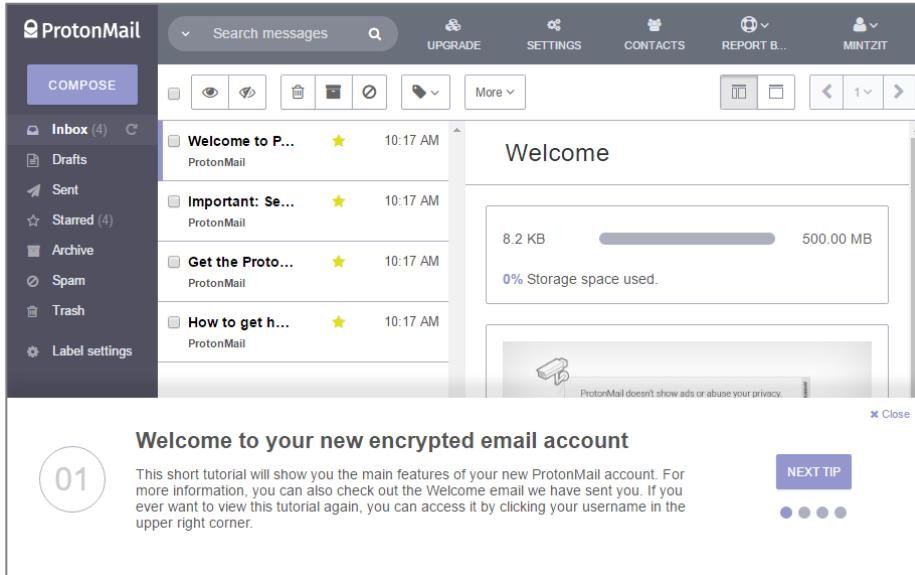 ProtonMail
Search messages
UPGRADE
SETTINGS
CONTACTS
REPORT B...
MINTZIT
COMPOSE
More
1
Inbox (4)
Drafts
Sent
Starred (4)
Archive
Spam
Trash
Label settings
Welcome to P... 10:17 AM
ProtonMail
Important: Se... 10:17 AM
ProtonMail
Get the Proto... 10:17 AM
ProtonMail
How to get h... 10:17 AM
ProtonMail
Welcome
8.2 KB 500.00 MB
0% Storage space used.
ProtonMail doesn't show ads or abuse your privacy.
Close
01
Welcome to your new encrypted email account
This short tutorial will show you the main features of your new ProtonMail account. For
more information, you can also check out the Welcome email we have sent you. If you
ever want to view this tutorial again, you can access it by clicking your username in the
upper right corner.
NEXT TIP